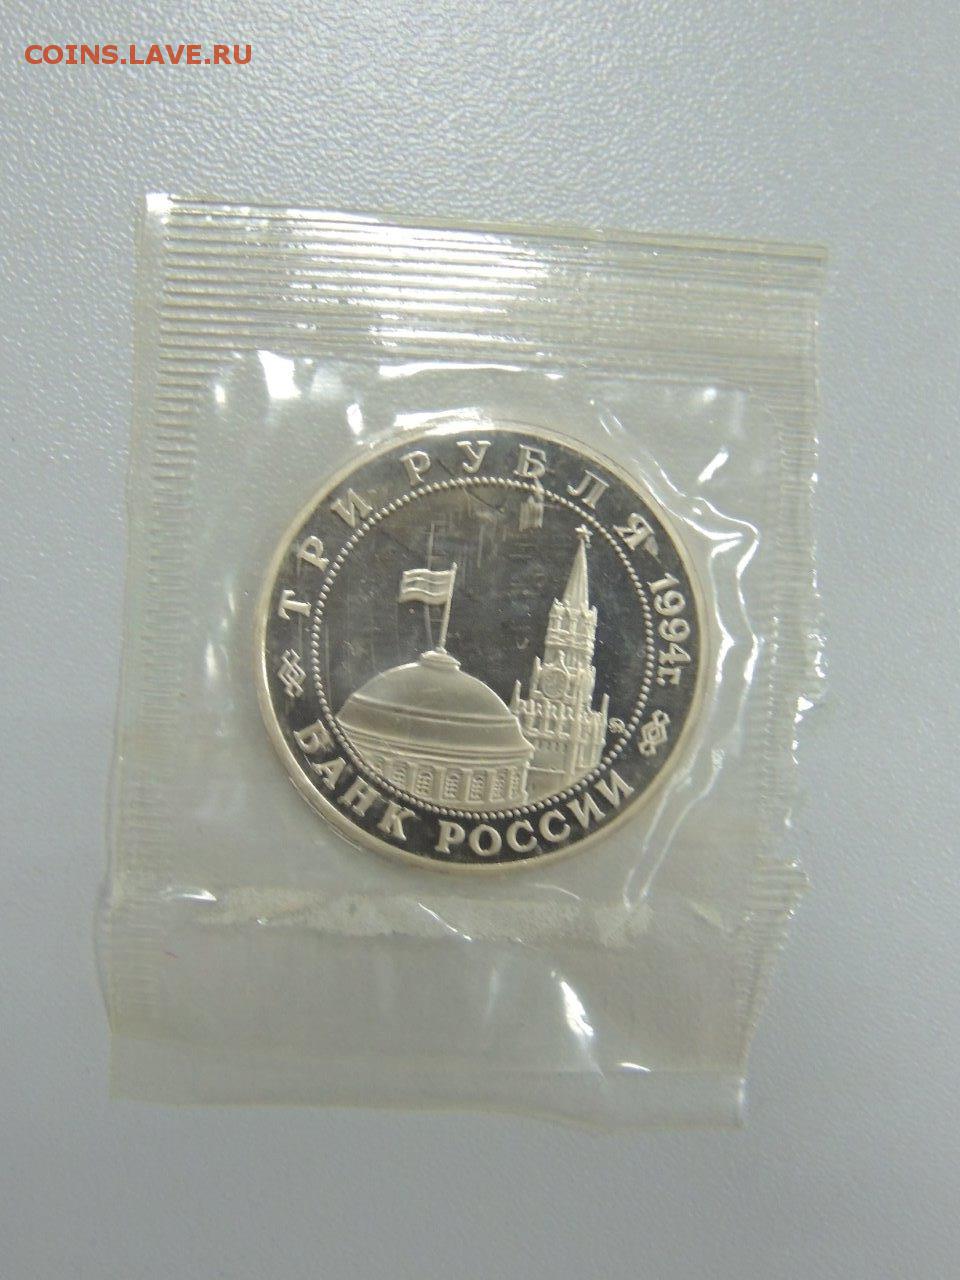 COINS.LAVE.RU
ТРИ РУБЛЯ 1994г.
БАНК РОССИИ